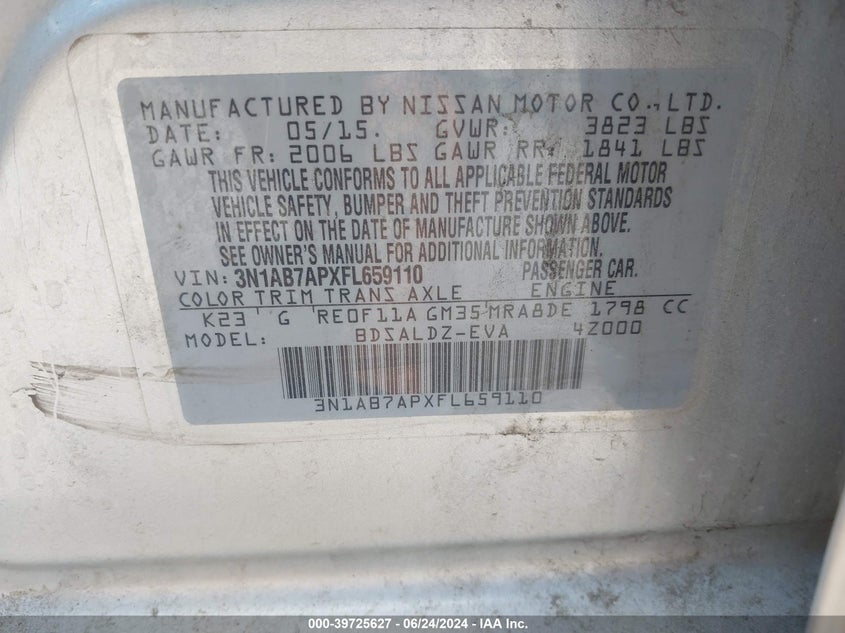 MANUFACTURED BY NISSAN MOTOR CO., LTD.
DATE: 05/15. GVWR: 3823 LBS
GAWR FR: 2006 LBS GAWR RR: 1841 LBS
THIS VEHICLE CONFORMS TO ALL APPLICABLE FEDERAL MOTOR
VEHICLE SAFETY, BUMPER AND THEFT PREVENTION STANDARDS
IN EFFECT ON THE DATE OF MANUFACTURE SHOWN ABOVE.
SEE OWNER'S MANUAL FOR ADDITIONAL INFORMATION.
VIN: 3N1AB7APXFL659110 PASSENGER CAR.
COLOR TRIM TRANS AXLE ENGINE
K23 G RE0F11A GM35 MRA8DE 1798 CC
MODEL: BDSALDZ-EVA 4Z000
3N1AB7APXFL659110
000-39725627 - 06/24/2024 - IAA Inc.